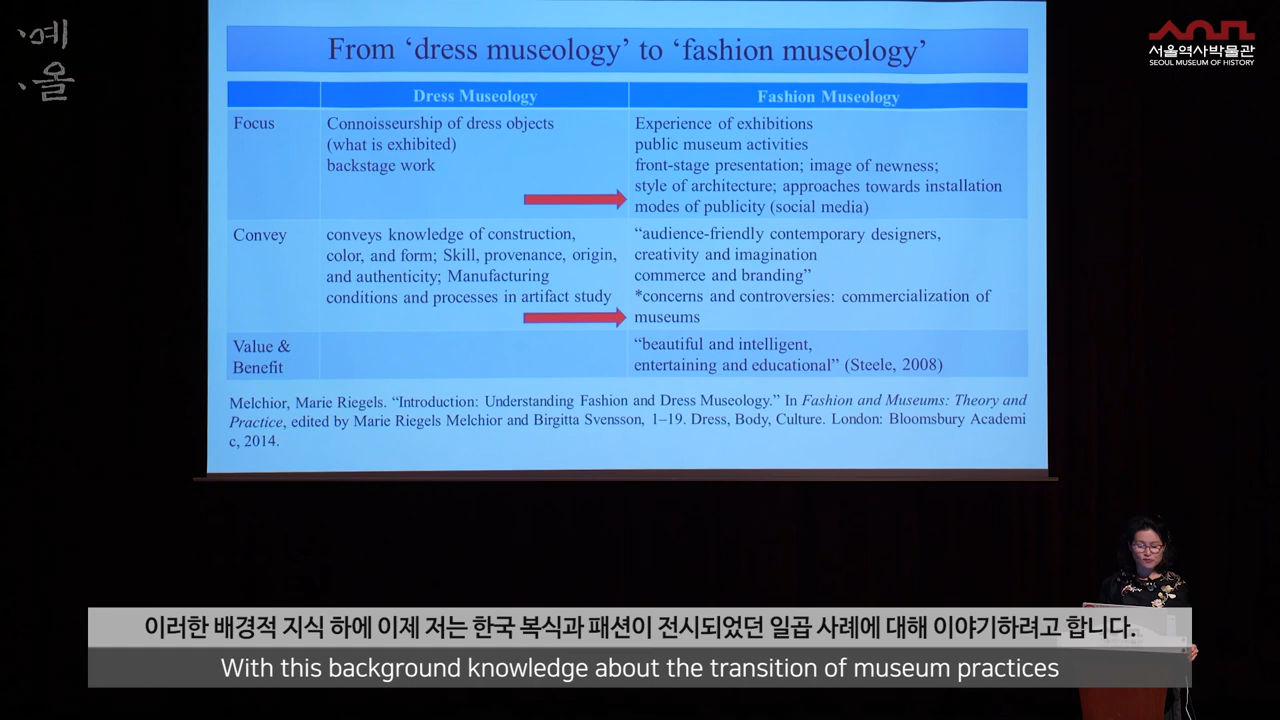 예
올
서울역사박물관
SEOUL MUSEUM OF HISTORY
From ‘dress museology’ to ‘fashion museology’
Dress Museology
Fashion Museology
Focus
Connoisseurship of dress objects
(what is exhibited)
backstage work
Experience of exhibitions
public museum activities
front-stage presentation; image of newness;
style of architecture; approaches towards installation
modes of publicity (social media)
Convey
conveys knowledge of construction,
color, and form; Skill, provenance, origin,
and authenticity; Manufacturing
conditions and processes in artifact study
“audience-friendly contemporary designers,
creativity and imagination
commerce and branding”
*concerns and controversies: commercialization of
museums
Value &
Benefit
“beautiful and intelligent,
entertaining and educational” (Steele, 2008)
Melchior, Marie Riegels. “Introduction: Understanding Fashion and Dress Museology.” In Fashion and Museums: Theory and
Practice, edited by Marie Riegels Melchior and Birgitta Svensson, 1–19. Dress, Body, Culture. London: Bloomsbury Academi
c, 2014.
이러한 배경적 지식 하에 이제 저는 한국 복식과 패션이 전시되었던 일곱 사례에 대해 이야기하려고 합니다.
With this background knowledge about the transition of museum practices